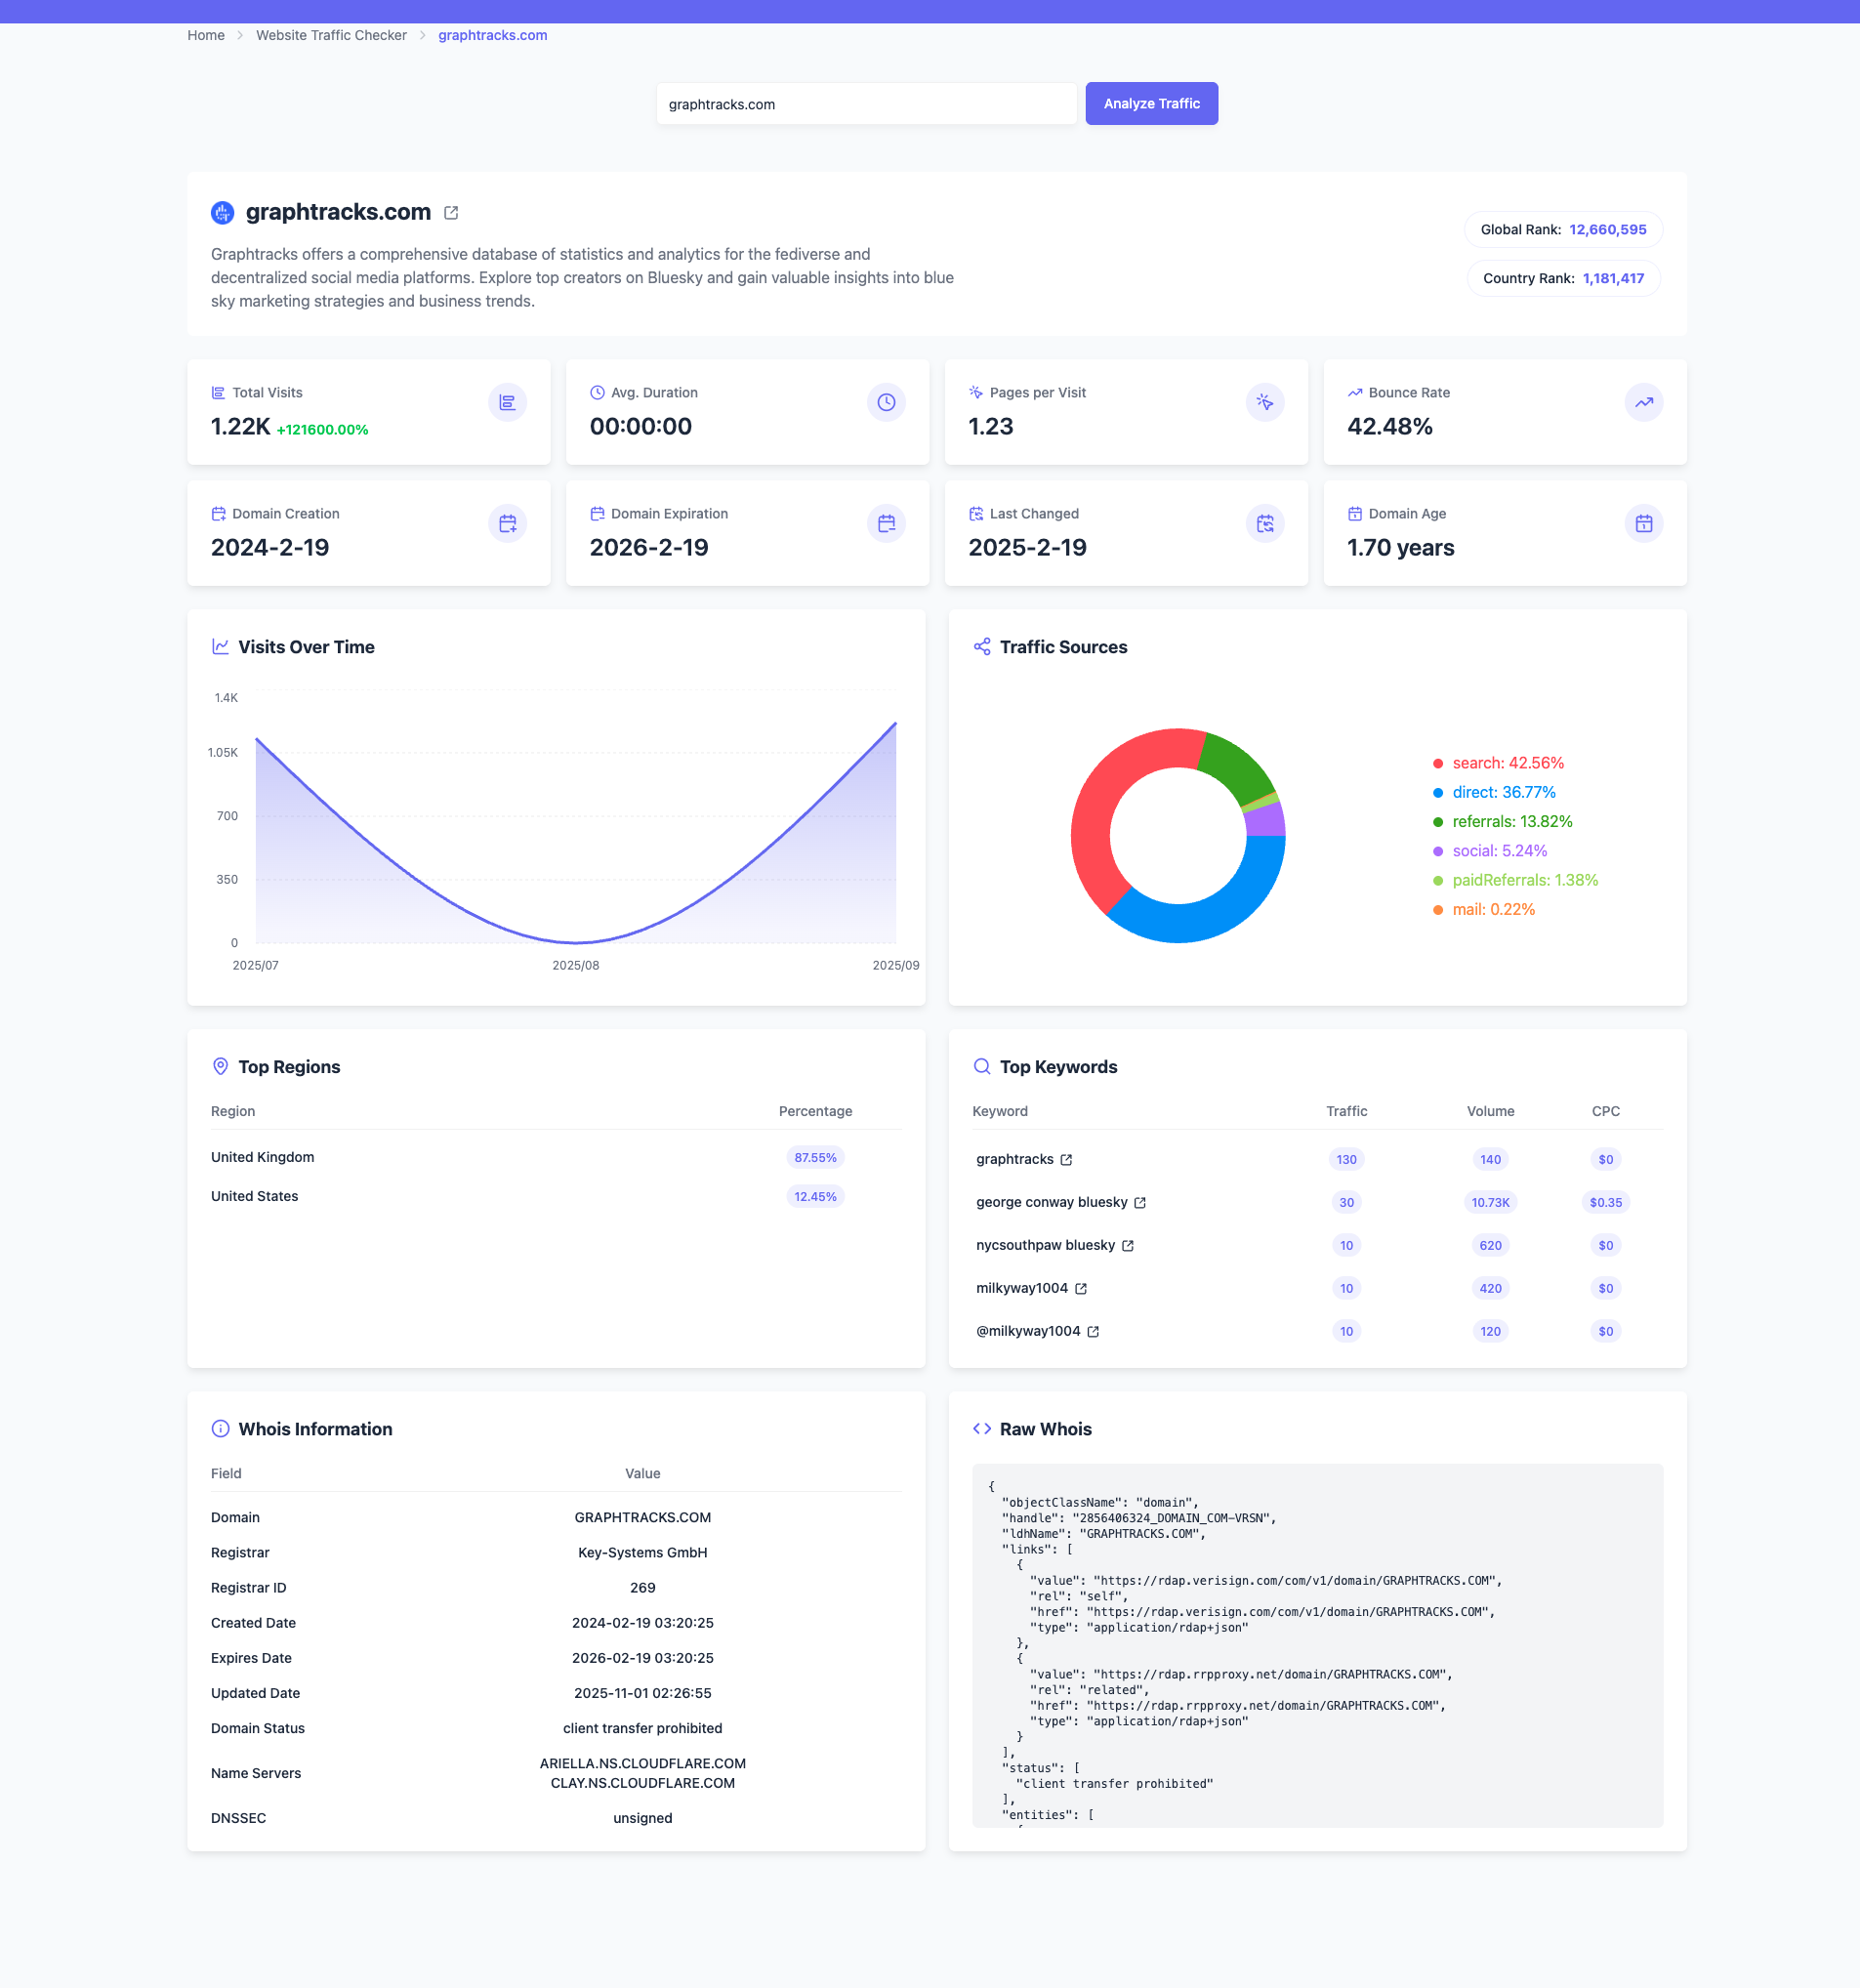 Home > Website Traffic Checker > graphtracks.com
graphtracks.com
Analyze Traffic
graphtracks.com
Graphtracks offers a comprehensive database of statistics and analytics for the fediverse and
decentralized social media platforms. Explore top creators on Bluesky and gain valuable insights into blue
sky marketing strategies and business trends.
Global Rank: 12,660,595
Country Rank: 1,181,417
Total Visits
1.22K +121600.00%
Avg. Duration
00:00:00
Pages per Visit
1.23
Bounce Rate
42.48%
Domain Creation
2024-2-19
Domain Expiration
2026-2-19
Last Changed
2025-2-19
Domain Age
1.70 years
Visits Over Time
1.4K
1.05K
700
350
0
2025/07 2025/08 2025/09
Traffic Sources
search: 42.56%
direct: 36.77%
referrals: 13.82%
social: 5.24%
paidReferrals: 1.38%
mail: 0.22%
Top Regions
Region Percentage
United Kingdom 87.55%
United States 12.45%
Top Keywords
Keyword Traffic Volume CPC
graphtracks 130 140 $0
george conway bluesky 30 10.73K $0.35
nycsouthpaw bluesky 10 620 $0
milkyway1004 10 420 $0
@milkyway1004 10 120 $0
Whois Information
Field Value
Domain GRAPHTRACKS.COM
Registrar Key-Systems GmbH
Registrar ID 269
Created Date 2024-02-19 03:20:25
Expires Date 2026-02-19 03:20:25
Updated Date 2025-11-01 02:26:55
Domain Status client transfer prohibited
Name Servers ARIELLA.NS.CLOUDFLARE.COM
CLAY.NS.CLOUDFLARE.COM
DNSSEC unsigned
Raw Whois
{
"objectClassName": "domain",
"handle": "2856406324_DOMAIN_COM-VRSN",
"ldhName": "GRAPHTRACKS.COM",
"links": [
{
"value": "https://rdap.verisign.com/com/v1/domain/GRAPHTRACKS.COM",
"rel": "self",
"href": "https://rdap.verisign.com/com/v1/domain/GRAPHTRACKS.COM",
"type": "application/rdap+json"
},
{
"value": "https://rdap.rrpproxy.net/domain/GRAPHTRACKS.COM",
"rel": "related",
"href": "https://rdap.rrpproxy.net/domain/GRAPHTRACKS.COM",
"type": "application/rdap+json"
}
],
"status": [
"client transfer prohibited"
],
"entities": [